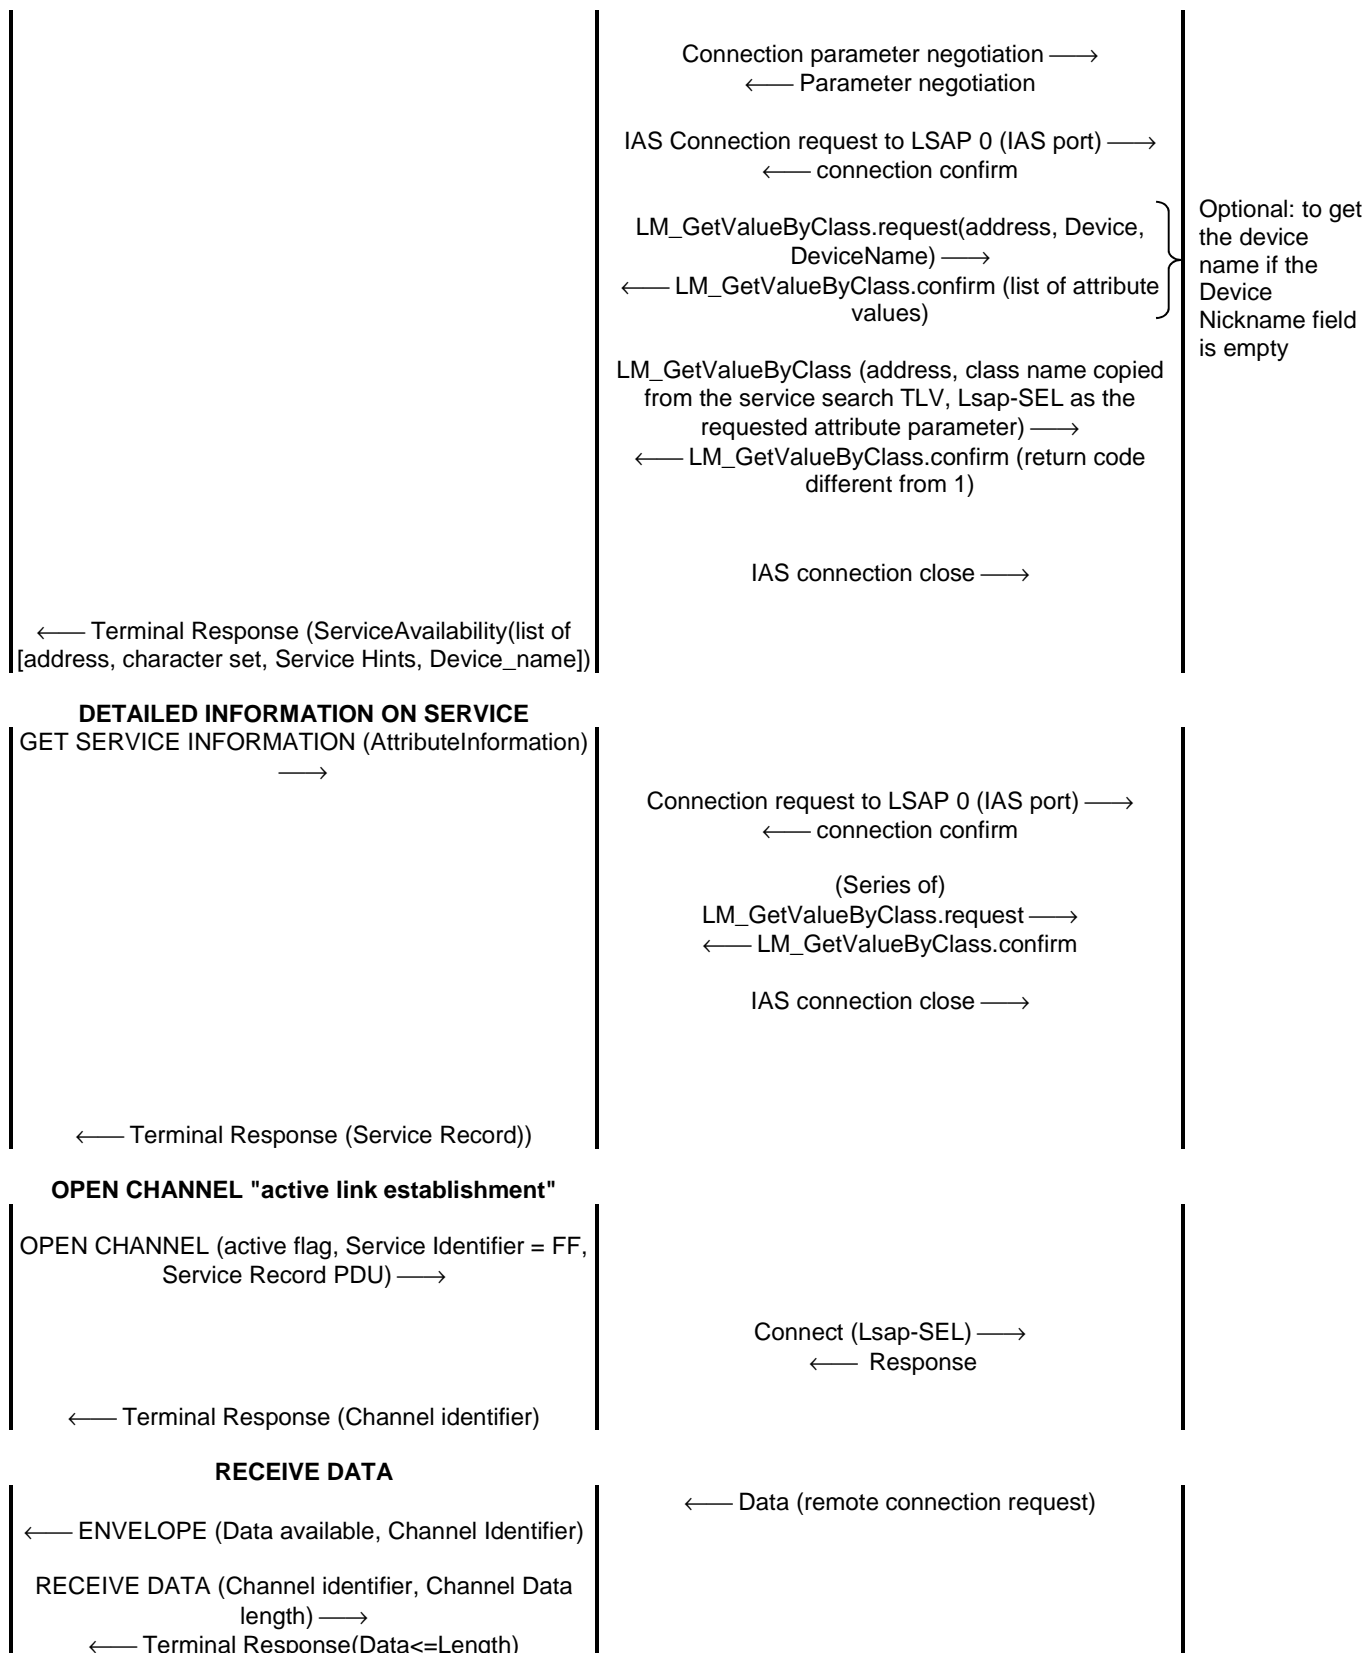 Connection parameter negotiation ⟶
⟵ Parameter negotiation
IAS Connection request to LSAP 0 (IAS port) ⟶
⟵ connection confirm
LM_GetValueByClass.request(address, Device,
DeviceName) ⟶
⟵ LM_GetValueByClass.confirm (list of attribute
values)
Optional: to get
the device
name if the
Device
Nickname field
is empty
LM_GetValueByClass (address, class name copied
from the service search TLV, Lsap-SEL as the
requested attribute parameter) ⟶
⟵ LM_GetValueByClass.confirm (return code
different from 1)
IAS connection close ⟶
⟵ Terminal Response (ServiceAvailability(list of
[address, character set, Service Hints, Device_name])
DETAILED INFORMATION ON SERVICE
GET SERVICE INFORMATION (AttributeInformation)
⟶
Connection request to LSAP 0 (IAS port) ⟶
⟵ connection confirm
(Series of)
LM_GetValueByClass.request ⟶
⟵ LM_GetValueByClass.confirm
IAS connection close ⟶
⟵ Terminal Response (Service Record))
OPEN CHANNEL "active link establishment"
OPEN CHANNEL (active flag, Service Identifier = FF,
Service Record PDU) ⟶
Connect (Lsap-SEL) ⟶
⟵ Response
⟵ Terminal Response (Channel identifier)
RECEIVE DATA
⟵ Data (remote connection request)
⟵ ENVELOPE (Data available, Channel Identifier)
RECEIVE DATA (Channel identifier, Channel Data
length) ⟶
⟵ Terminal Response(Data<=Length)